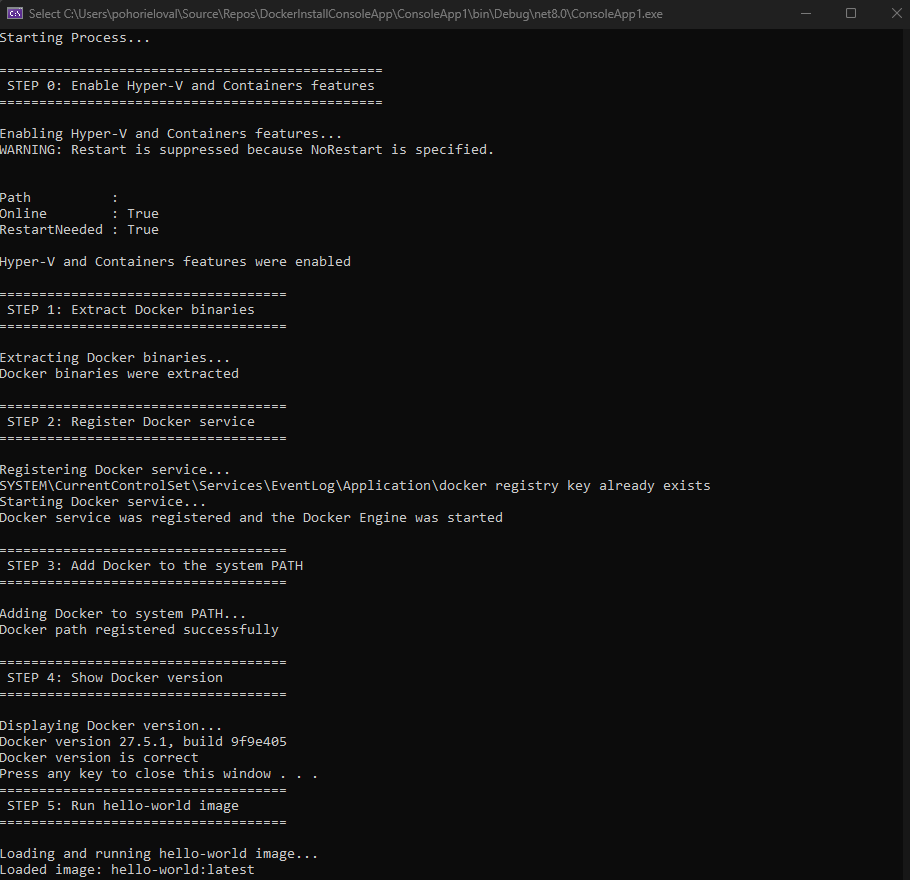 Select C:\Users\pohorieloval\Source\Repos\DockerInstallConsoleApp\ConsoleApp1\bin\Debug\net8.0\ConsoleApp1.exe
Starting Process...
================================================
STEP 0: Enable Hyper-V and Containers features
================================================
Enabling Hyper-V and Containers features...
WARNING: Restart is suppressed because NoRestart is specified.
Path          :
Online        : True
RestartNeeded : True
Hyper-V and Containers features were enabled
====================================
STEP 1: Extract Docker binaries
====================================
Extracting Docker binaries...
Docker binaries were extracted
====================================
STEP 2: Register Docker service
====================================
Registering Docker service...
SYSTEM\CurrentControlSet\Services\EventLog\Application\docker registry key already exists
Starting Docker service...
Docker service was registered and the Docker Engine was started
====================================
STEP 3: Add Docker to the system PATH
====================================
Adding Docker to system PATH...
Docker path registered successfully
====================================
STEP 4: Show Docker version
====================================
Displaying Docker version...
Docker version 27.5.1, build 9f9e405
Docker version is correct
Press any key to close this window . . .
====================================
STEP 5: Run hello-world image
====================================
Loading and running hello-world image...
Loaded image: hello-world:latest